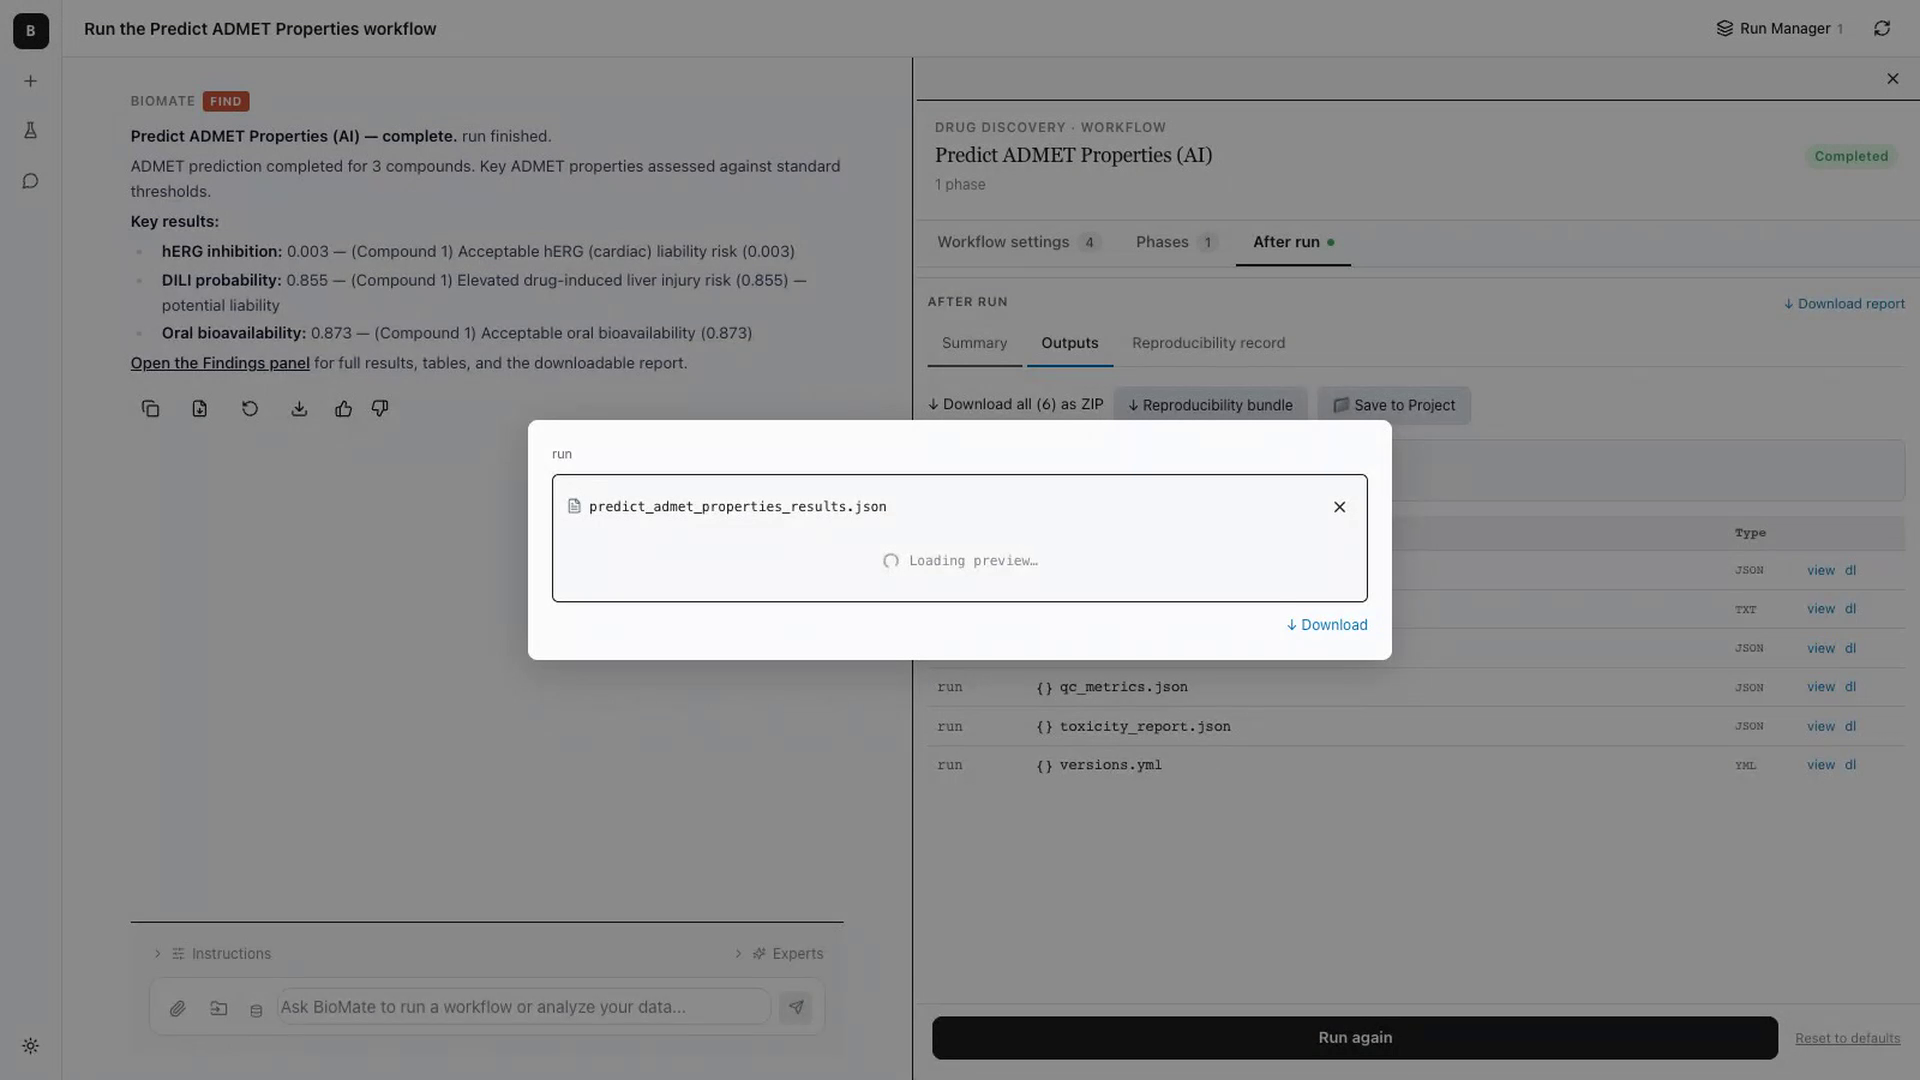 B
Run the Predict ADMET Properties workflow
Run Manager 1
BIOMATE FIND
Predict ADMET Properties (AI) — complete. run finished.
ADMET prediction completed for 3 compounds. Key ADMET properties assessed against standard
thresholds.
Key results:
hERG inhibition: 0.003 — (Compound 1) Acceptable hERG (cardiac) liability risk (0.003)
DILI probability: 0.855 — (Compound 1) Elevated drug-induced liver injury risk (0.855) —
potential liability
Oral bioavailability: 0.873 — (Compound 1) Acceptable oral bioavailability (0.873)
Open the Findings panel for full results, tables, and the downloadable report.
Instructions
Experts
Ask BioMate to run a workflow or analyze your data...
DRUG DISCOVERY · WORKFLOW
Predict ADMET Properties (AI)
1 phase
Completed
Workflow settings 4 Phases 1 After run
AFTER RUN
↓ Download report
Summary Outputs Reproducibility record
↓ Download all (6) as ZIP ↓ Reproducibility bundle Save to Project
run
predict_admet_properties_results.json
Loading preview…
↓ Download
Type
JSON view dl
TXT view dl
JSON view dl
run {} qc_metrics.json JSON view dl
run {} toxicity_report.json JSON view dl
run {} versions.yml YML view dl
Run again
Reset to defaults